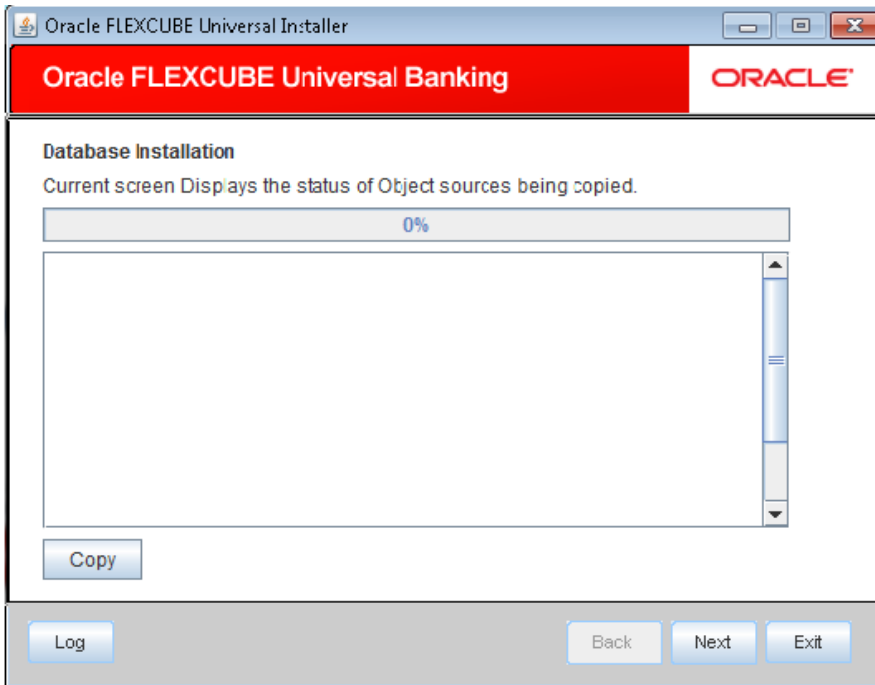 Oracle FLEXCUBE Universal Installer
Oracle FLEXCUBE Universal Banking
ORACLE
Database Installation
Current screen Displays the status of Object sources being copied.
0%
Copy
Log
Back
Next
Exit